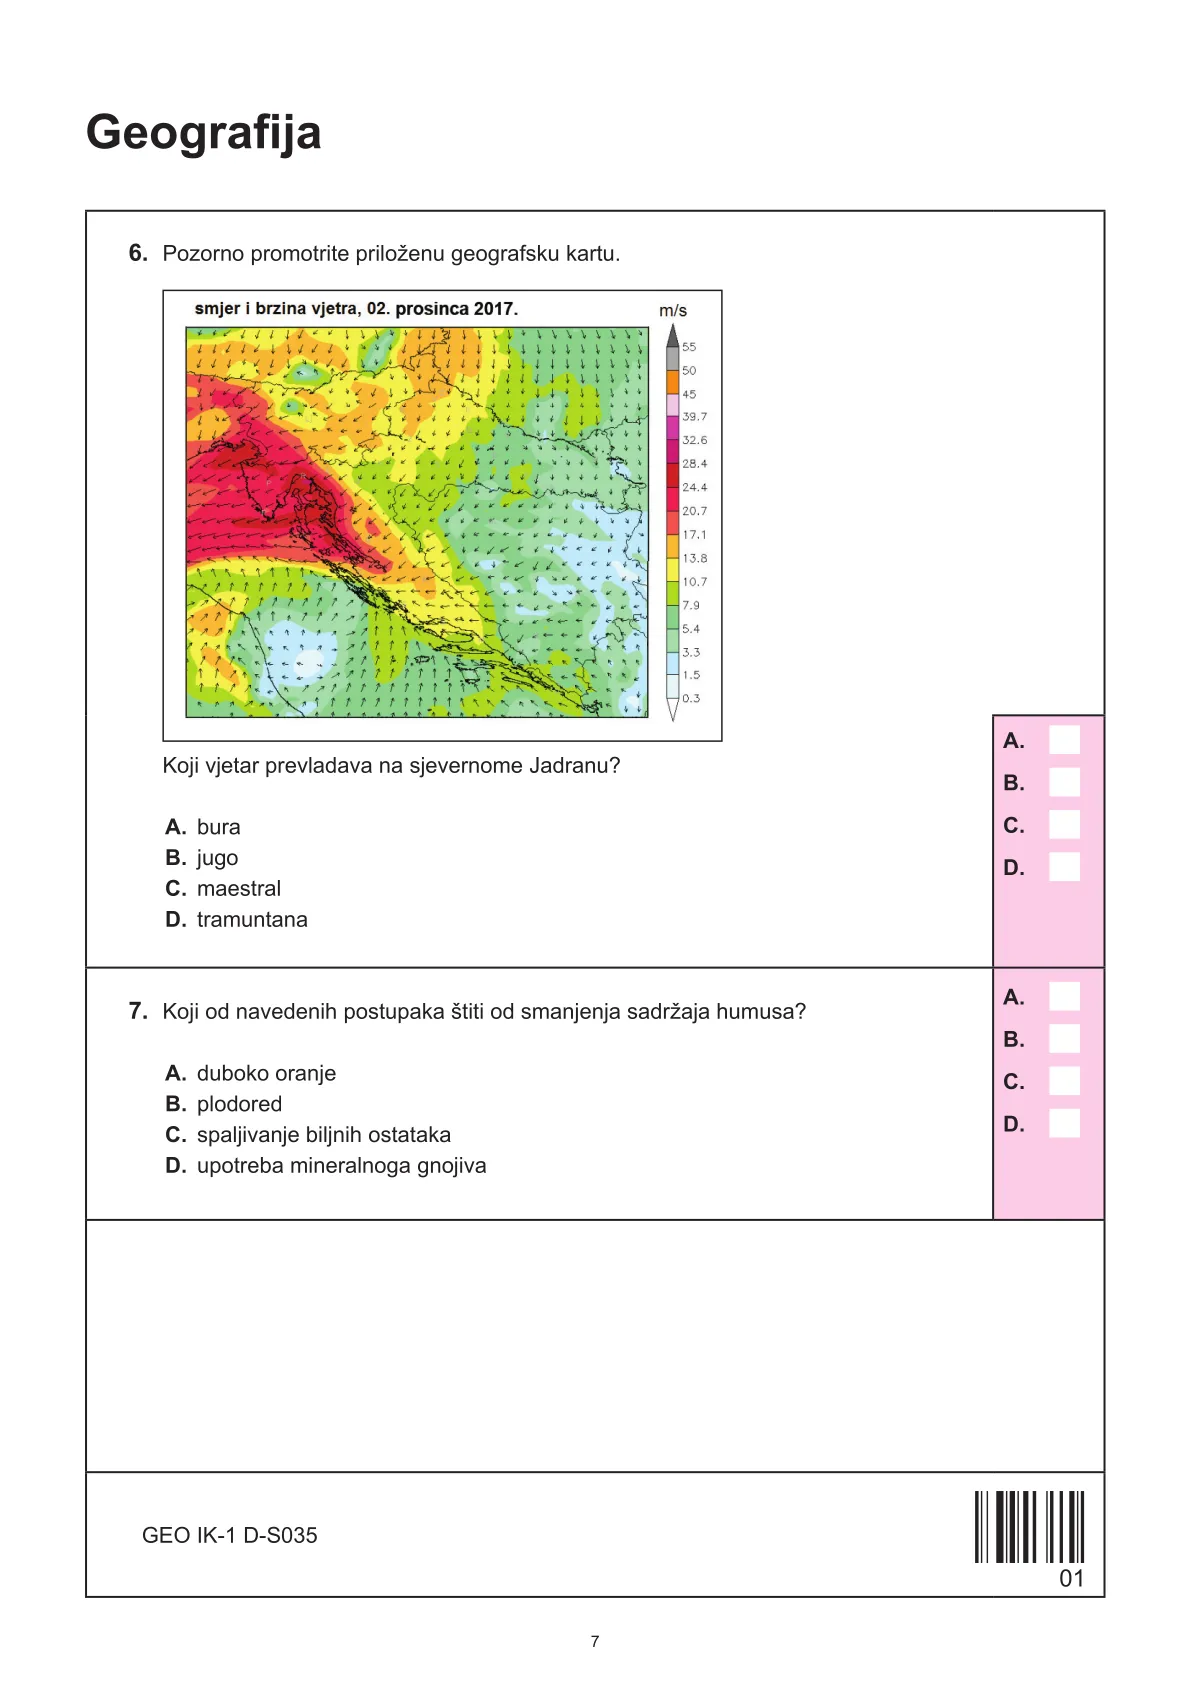 Geografija
6. Pozorno promotrite priloženu geografsku kartu.
smjer i brzina vjetra, 02. prosinca 2017.
m/s
55
50
45
39.7
32.6
28.4
24.4
20.7
17.1
13.8
10.7
7.9
5.4
3.3
1.5
0.3
Koji vjetar prevladava na sjevernome Jadranu?
A. bura
B. jugo
C. maestral
D. tramuntana
A.
B.
C.
D.
7. Koji od navedenih postupaka štiti od smanjenja sadržaja humusa?
A. duboko oranje
B. plodored
C. spaljivanje biljnih ostataka
D. upotreba mineralnoga gnojiva
A.
B.
C.
D.
GEO IK-1 D-S035
01
7